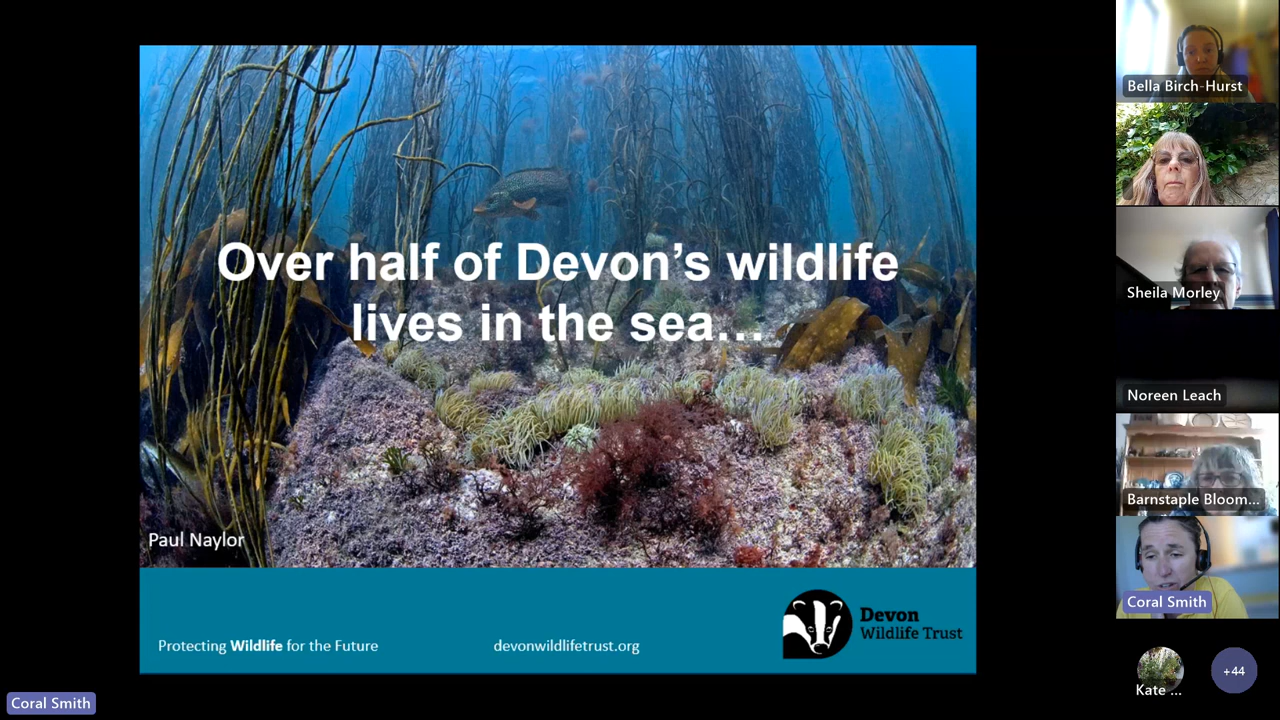 Over half of Devon's wildlife
lives in the sea...
Paul Naylor
Protecting Wildlife for the Future
devonwildlifetrust.org
Devon
Wildlife Trust
Bella Birch-Hurst
Sheila Morley
Noreen Leach
Barnstaple Bloom...
Coral Smith
Kate ...
+44
Coral Smith